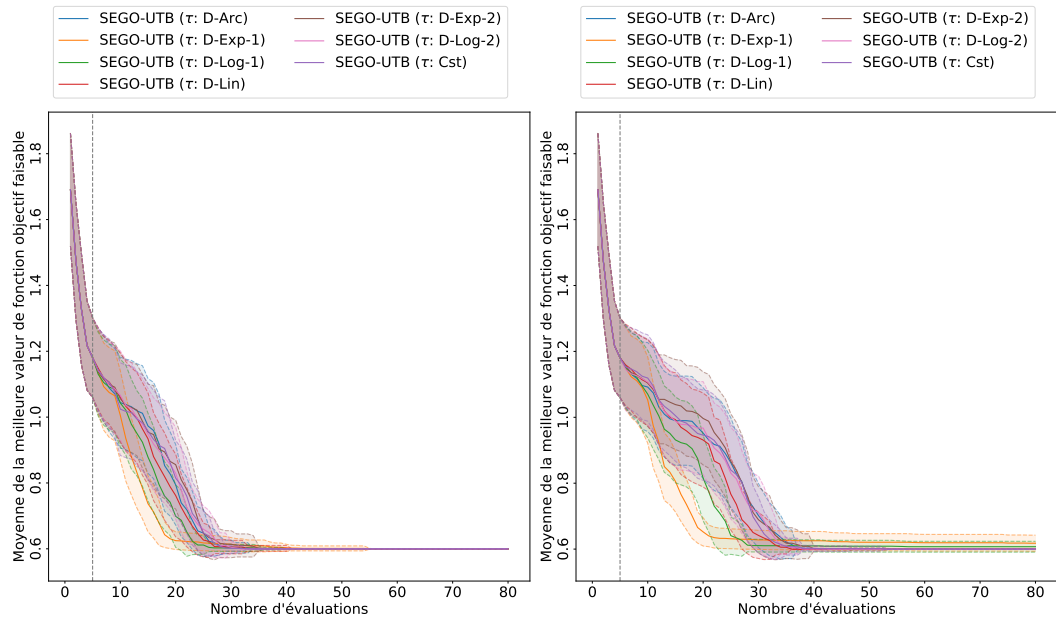 SEGO-UTB (τ: D-Arc)
SEGO-UTB (τ: D-Exp-1)
SEGO-UTB (τ: D-Log-1)
SEGO-UTB (τ: D-Lin)
SEGO-UTB (τ: D-Exp-2)
SEGO-UTB (τ: D-Log-2)
SEGO-UTB (τ: Cst)
Moyenne de la meilleure valeur de fonction objectif faisable
1.8
1.6
1.4
1.2
1.0
0.8
0.6
0 10 20 30 40 50 60 70 80
Nombre d'évaluations
SEGO-UTB (τ: D-Arc)
SEGO-UTB (τ: D-Exp-1)
SEGO-UTB (τ: D-Log-1)
SEGO-UTB (τ: D-Lin)
SEGO-UTB (τ: D-Exp-2)
SEGO-UTB (τ: D-Log-2)
SEGO-UTB (τ: Cst)
Moyenne de la meilleure valeur de fonction objectif faisable
1.8
1.6
1.4
1.2
1.0
0.8
0.6
0 10 20 30 40 50 60 70 80
Nombre d'évaluations